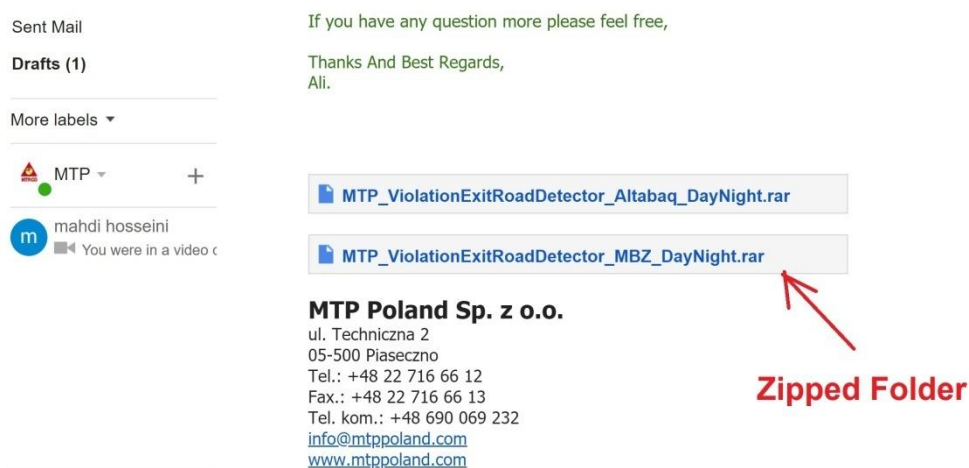 Sent Mail
Drafts (1)
More labels
MTP
m
mahdi hosseini
You were in a video c
If you have any question more please feel free,
Thanks And Best Regards,
Ali.
MTP_ViolationExitRoadDetector_Altabaq_DayNight.rar
MTP_ViolationExitRoadDetector_MBZ_DayNight.rar
MTP Poland Sp. z o.o.
ul. Techniczna 2
05-500 Piaseczno
Tel.: +48 22 716 66 12
Fax.: +48 22 716 66 13
Tel. kom.: +48 690 069 232
info@mtppoland.com
www.mtppoland.com
Zipped Folder